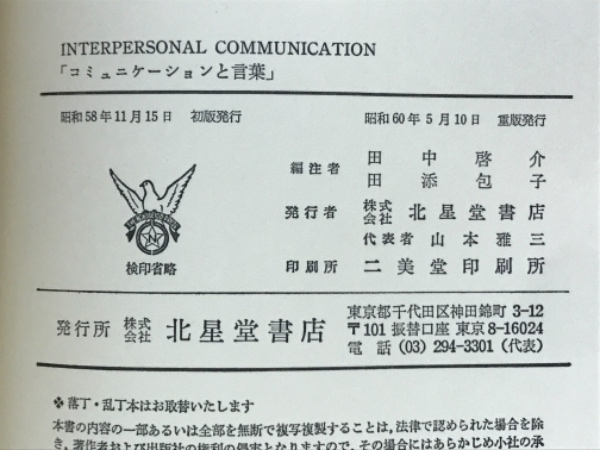 INTERPERSONAL COMMUNICATION
「コミュニケーションと言葉」
昭和58年11月15日 初版発行
昭和60年5月10日 重版発行
編注者 田中啓介
田添包子
発行者 株式会社 北星堂書店
代表者 山本雅三
印刷所 二美堂印刷所
検印省略
発行所 株式会社 北星堂書店
東京都千代田区神田錦町 3-12
〒101 振替口座 東京 8-16024
電話 (03) 294-3301 (代表)
❖ 落丁・乱丁本はお取替いたします
本書の内容の一部あるいは全部を無断で複写複製することは,法律で認められた場合を除
き,著作者および出版社の権利の侵害となりますので,その場合にはあらかじめ小社の承